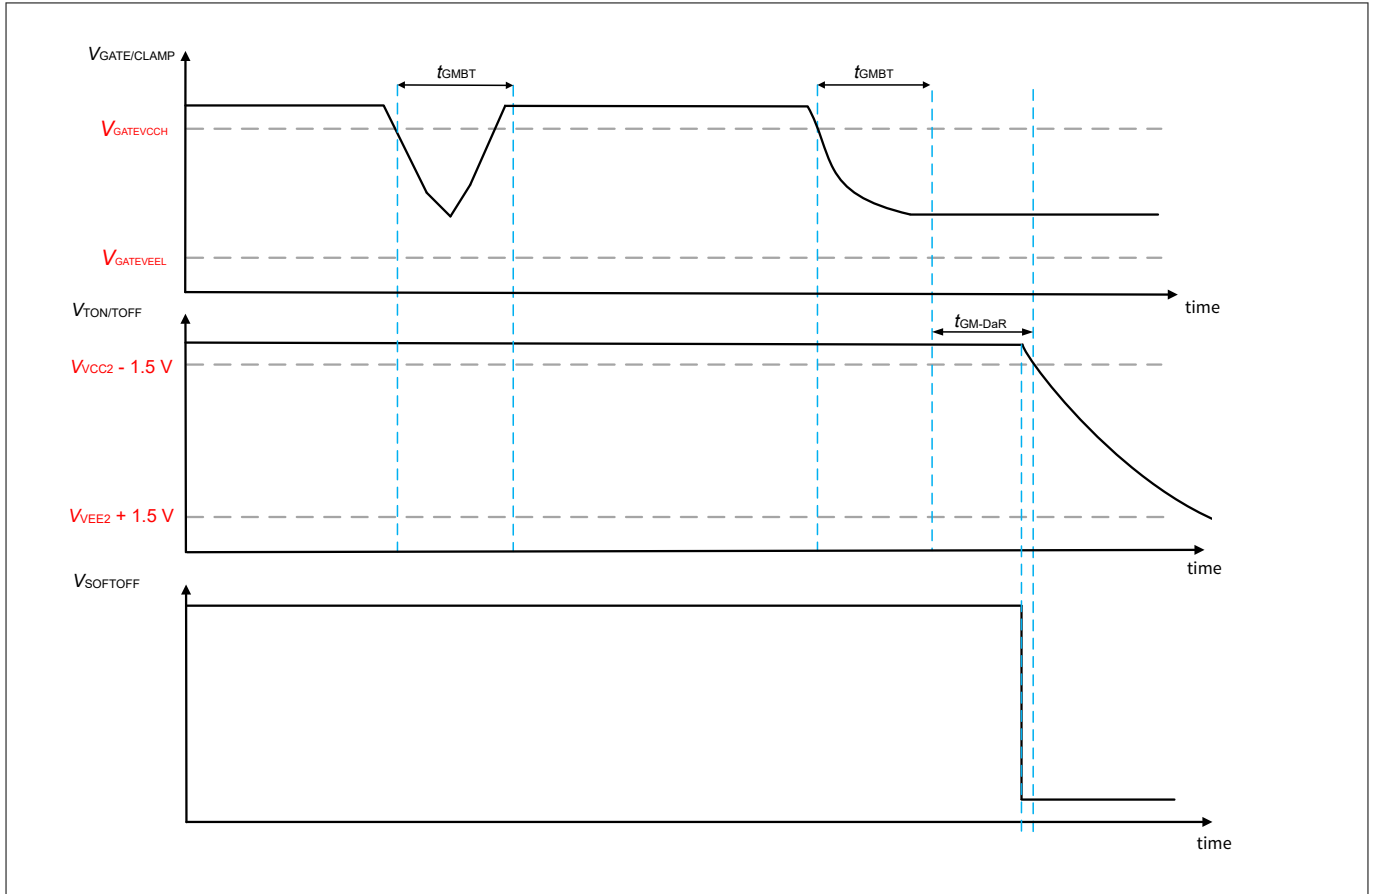 VGATE/CLAMP
tGMBT
tGMBT
VGATEVCCH
VGATEVEEL
time
VTON/TOFF
tGM-DaR
VVCC2 - 1.5 V
VVEE2 + 1.5 V
time
VSOFTOFF
time